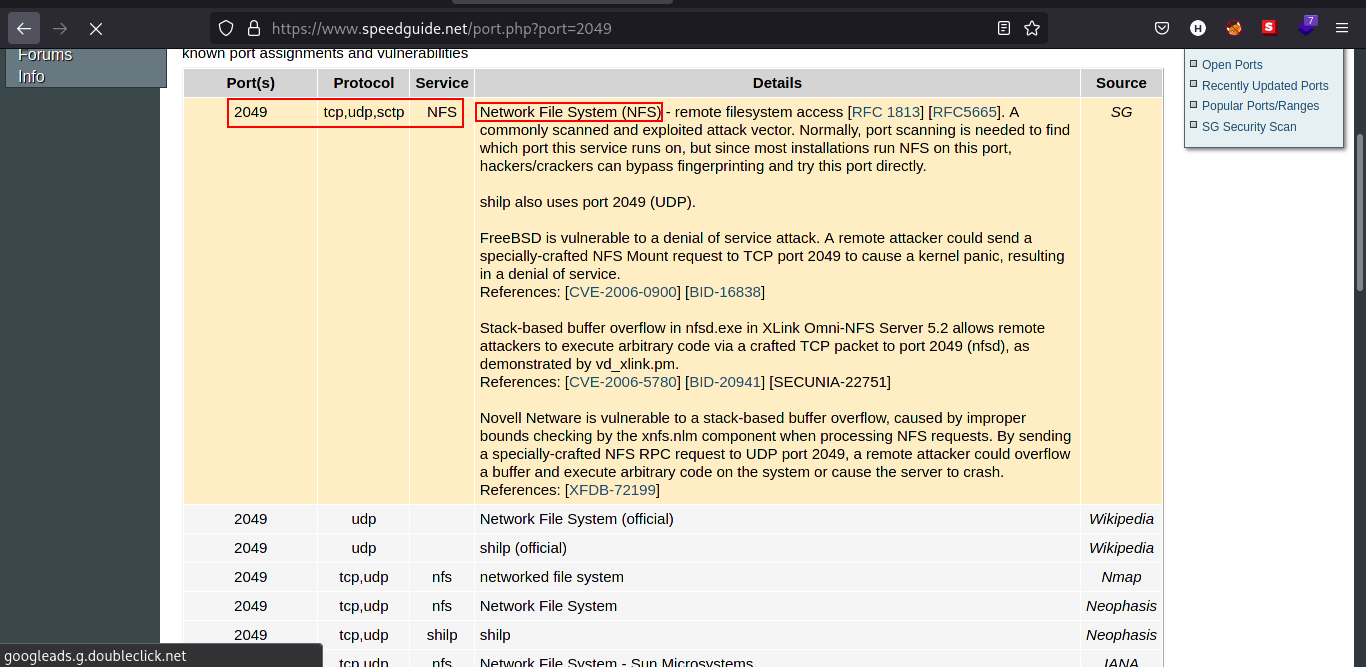 https://www.speedguide.net/port.php?port=2049
H
S
7
Forums
Info
known port assignments and vulnerabilities
Port(s) Protocol Service Details Source
2049 tcp,udp,sctp NFS Network File System (NFS) - remote filesystem access [RFC 1813] [RFC5665]. A SG
commonly scanned and exploited attack vector. Normally, port scanning is needed to find
which port this service runs on, but since most installations run NFS on this port,
hackers/crackers can bypass fingerprinting and try this port directly.
shilp also uses port 2049 (UDP).
FreeBSD is vulnerable to a denial of service attack. A remote attacker could send a
specially-crafted NFS Mount request to TCP port 2049 to cause a kernel panic, resulting
in a denial of service.
References: [CVE-2006-0900] [BID-16838]
Stack-based buffer overflow in nfsd.exe in XLink Omni-NFS Server 5.2 allows remote
attackers to execute arbitrary code via a crafted TCP packet to port 2049 (nfsd), as
demonstrated by vd_xlink.pm.
References: [CVE-2006-5780] [BID-20941] [SECUNIA-22751]
Novell Netware is vulnerable to a stack-based buffer overflow, caused by improper
bounds checking by the xnfs.nlm component when processing NFS requests. By sending
a specially-crafted NFS RPC request to UDP port 2049, a remote attacker could overflow
a buffer and execute arbitrary code on the system or cause the server to crash.
References: [XFDB-72199]
2049 udp Network File System (official) Wikipedia
2049 udp shilp (official) Wikipedia
2049 tcp,udp nfs networked file system Nmap
2049 tcp,udp nfs Network File System Neophasis
2049 tcp,udp shilp shilp Neophasis
tcp,udp nfs Network File System - Sun Microsystems IANA
Open Ports
Recently Updated Ports
Popular Ports/Ranges
SG Security Scan
googleads.g.doubleclick.net